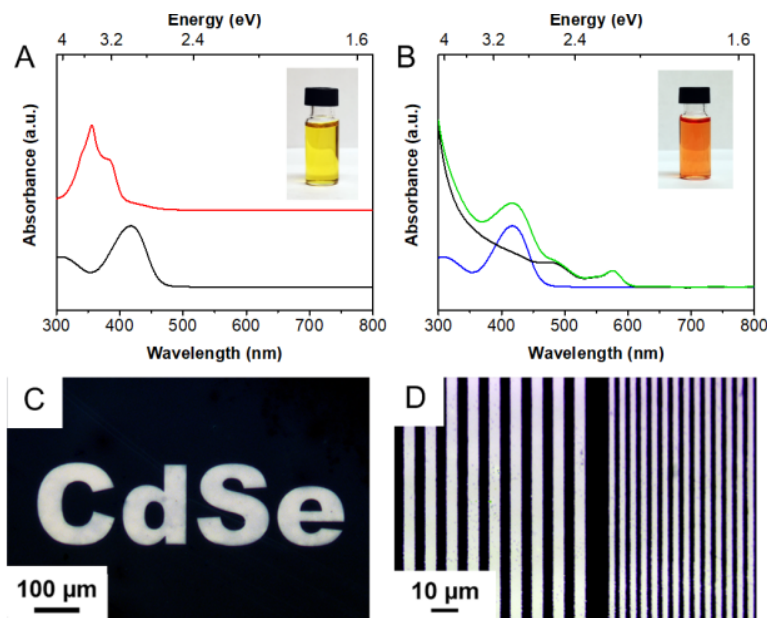 Energy (eV)
4 3.2 2.4 1.6
A
Absorbance (a.u.)
300 400 500 600 700 800
Wavelength (nm)
Energy (eV)
4 3.2 2.4 1.6
B
Absorbance (a.u.)
300 400 500 600 700 800
Wavelength (nm)
C
CdSe
100 μm
D
10 μm